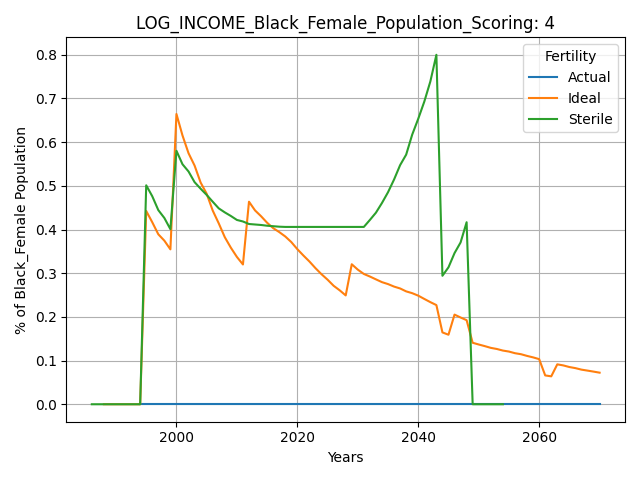 LOG_INCOME_Black_Female_Population_Scoring: 4
Fertility
Actual
Ideal
Sterile
% of Black_Female Population
0.8
0.7
0.6
0.5
0.4
0.3
0.2
0.1
0.0
2000 2020 2040 2060
Years